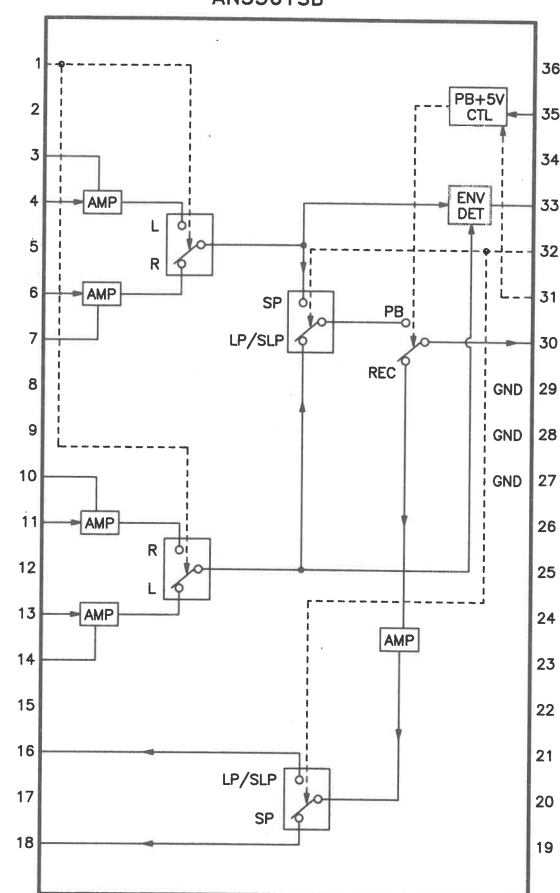 1
36
2
PB+5V
CTL
35
3
34
4
AMP
L
ENV
DET
33
5
R
32
6
AMP
SP
31
7
LP/SLP
PB
30
8
REC
GND
29
9
GND
28
10
GND
27
11
AMP
R
26
12
L
25
13
AMP
24
14
AMP
23
22
16
LP/SLP
21
17
SP
20
18
19